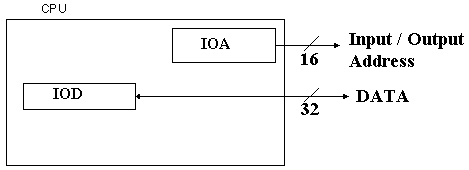 CPU
IOA
Input / Output
16
Address
IOD
DATA
32